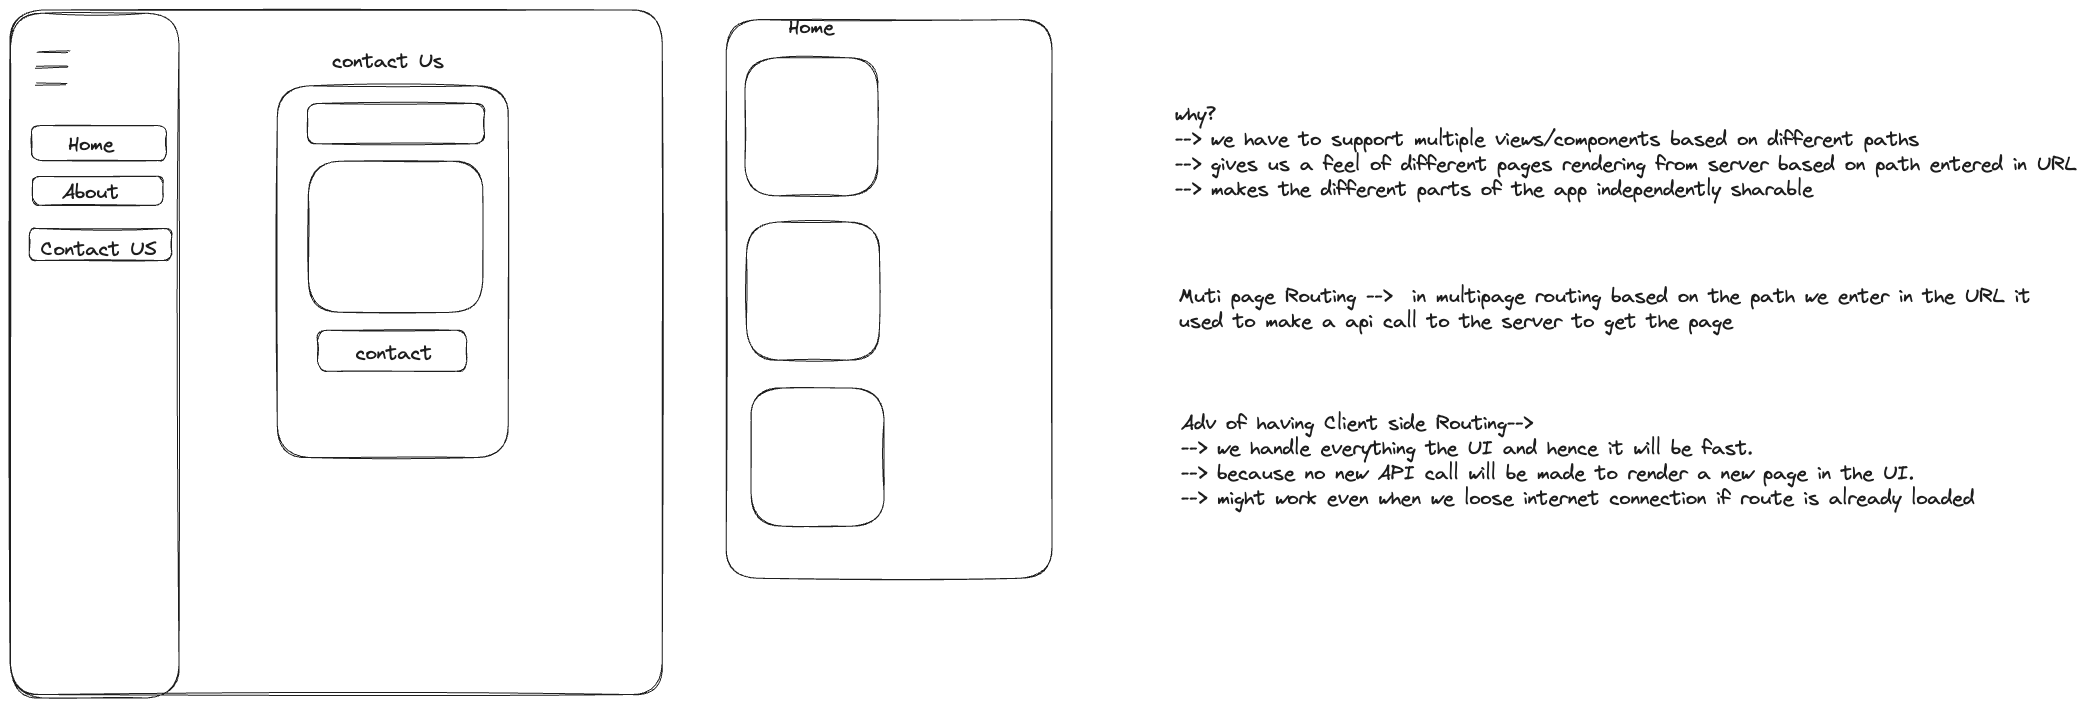 Home
About
Contact US
contact Us
contact
Home
why?
--> we have to support multiple views/components based on different paths
--> gives us a feel of different pages rendering from server based on path entered in URL
--> makes the different parts of the app independently sharable
Muti page Routing -->  in multipage routing based on the path we enter in the URL it
used to make a api call to the server to get the page
Adv of having Client side Routing-->
--> we handle everything the UI and hence it will be fast.
--> because no new API call will be made to render a new page in the UI.
--> might work even when we loose internet connection if route is already loaded